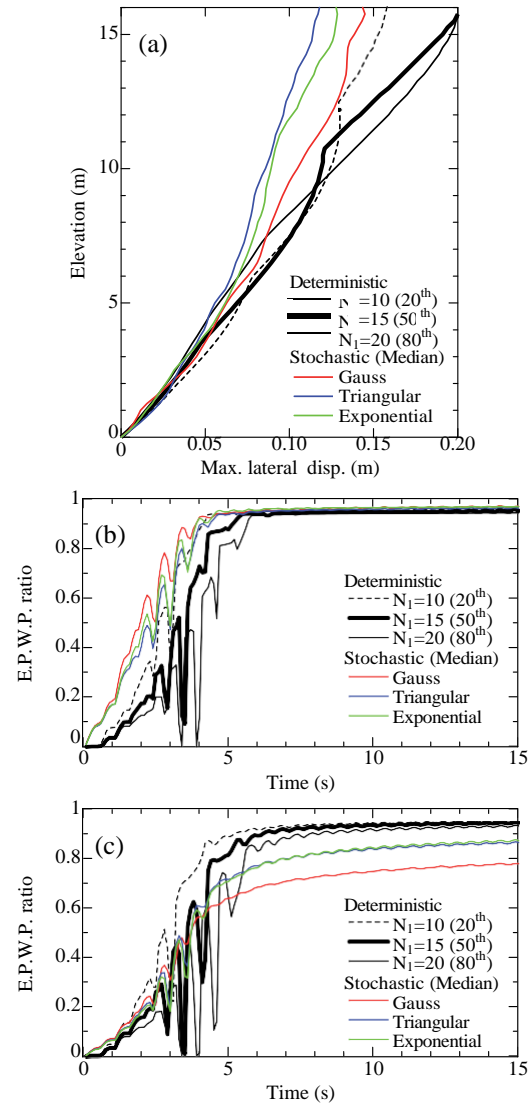 (a)
15
10
5
0
Elevation (m)
Deterministic
N =10 (20th)
N =15 (50th)
N1=20 (80th)
Stochastic (Median)
Gauss
Triangular
Exponential
0 0.05 0.10 0.15 0.20
Max. lateral disp. (m)
(b)
1
0.8
0.6
0.4
0.2
0
E.P.W.P. ratio
Deterministic
N1=10 (20th)
N1=15 (50th)
N1=20 (80th)
Stochastic (Median)
Gauss
Triangular
Exponential
0 5 10 15
Time (s)
(c)
1
0.8
0.6
0.4
0.2
0
E.P.W.P. ratio
Deterministic
N1=10 (20th)
N1=15 (50th)
N1=20 (80th)
Stochastic (Median)
Gauss
Triangular
Exponential
0 5 10 15
Time (s)